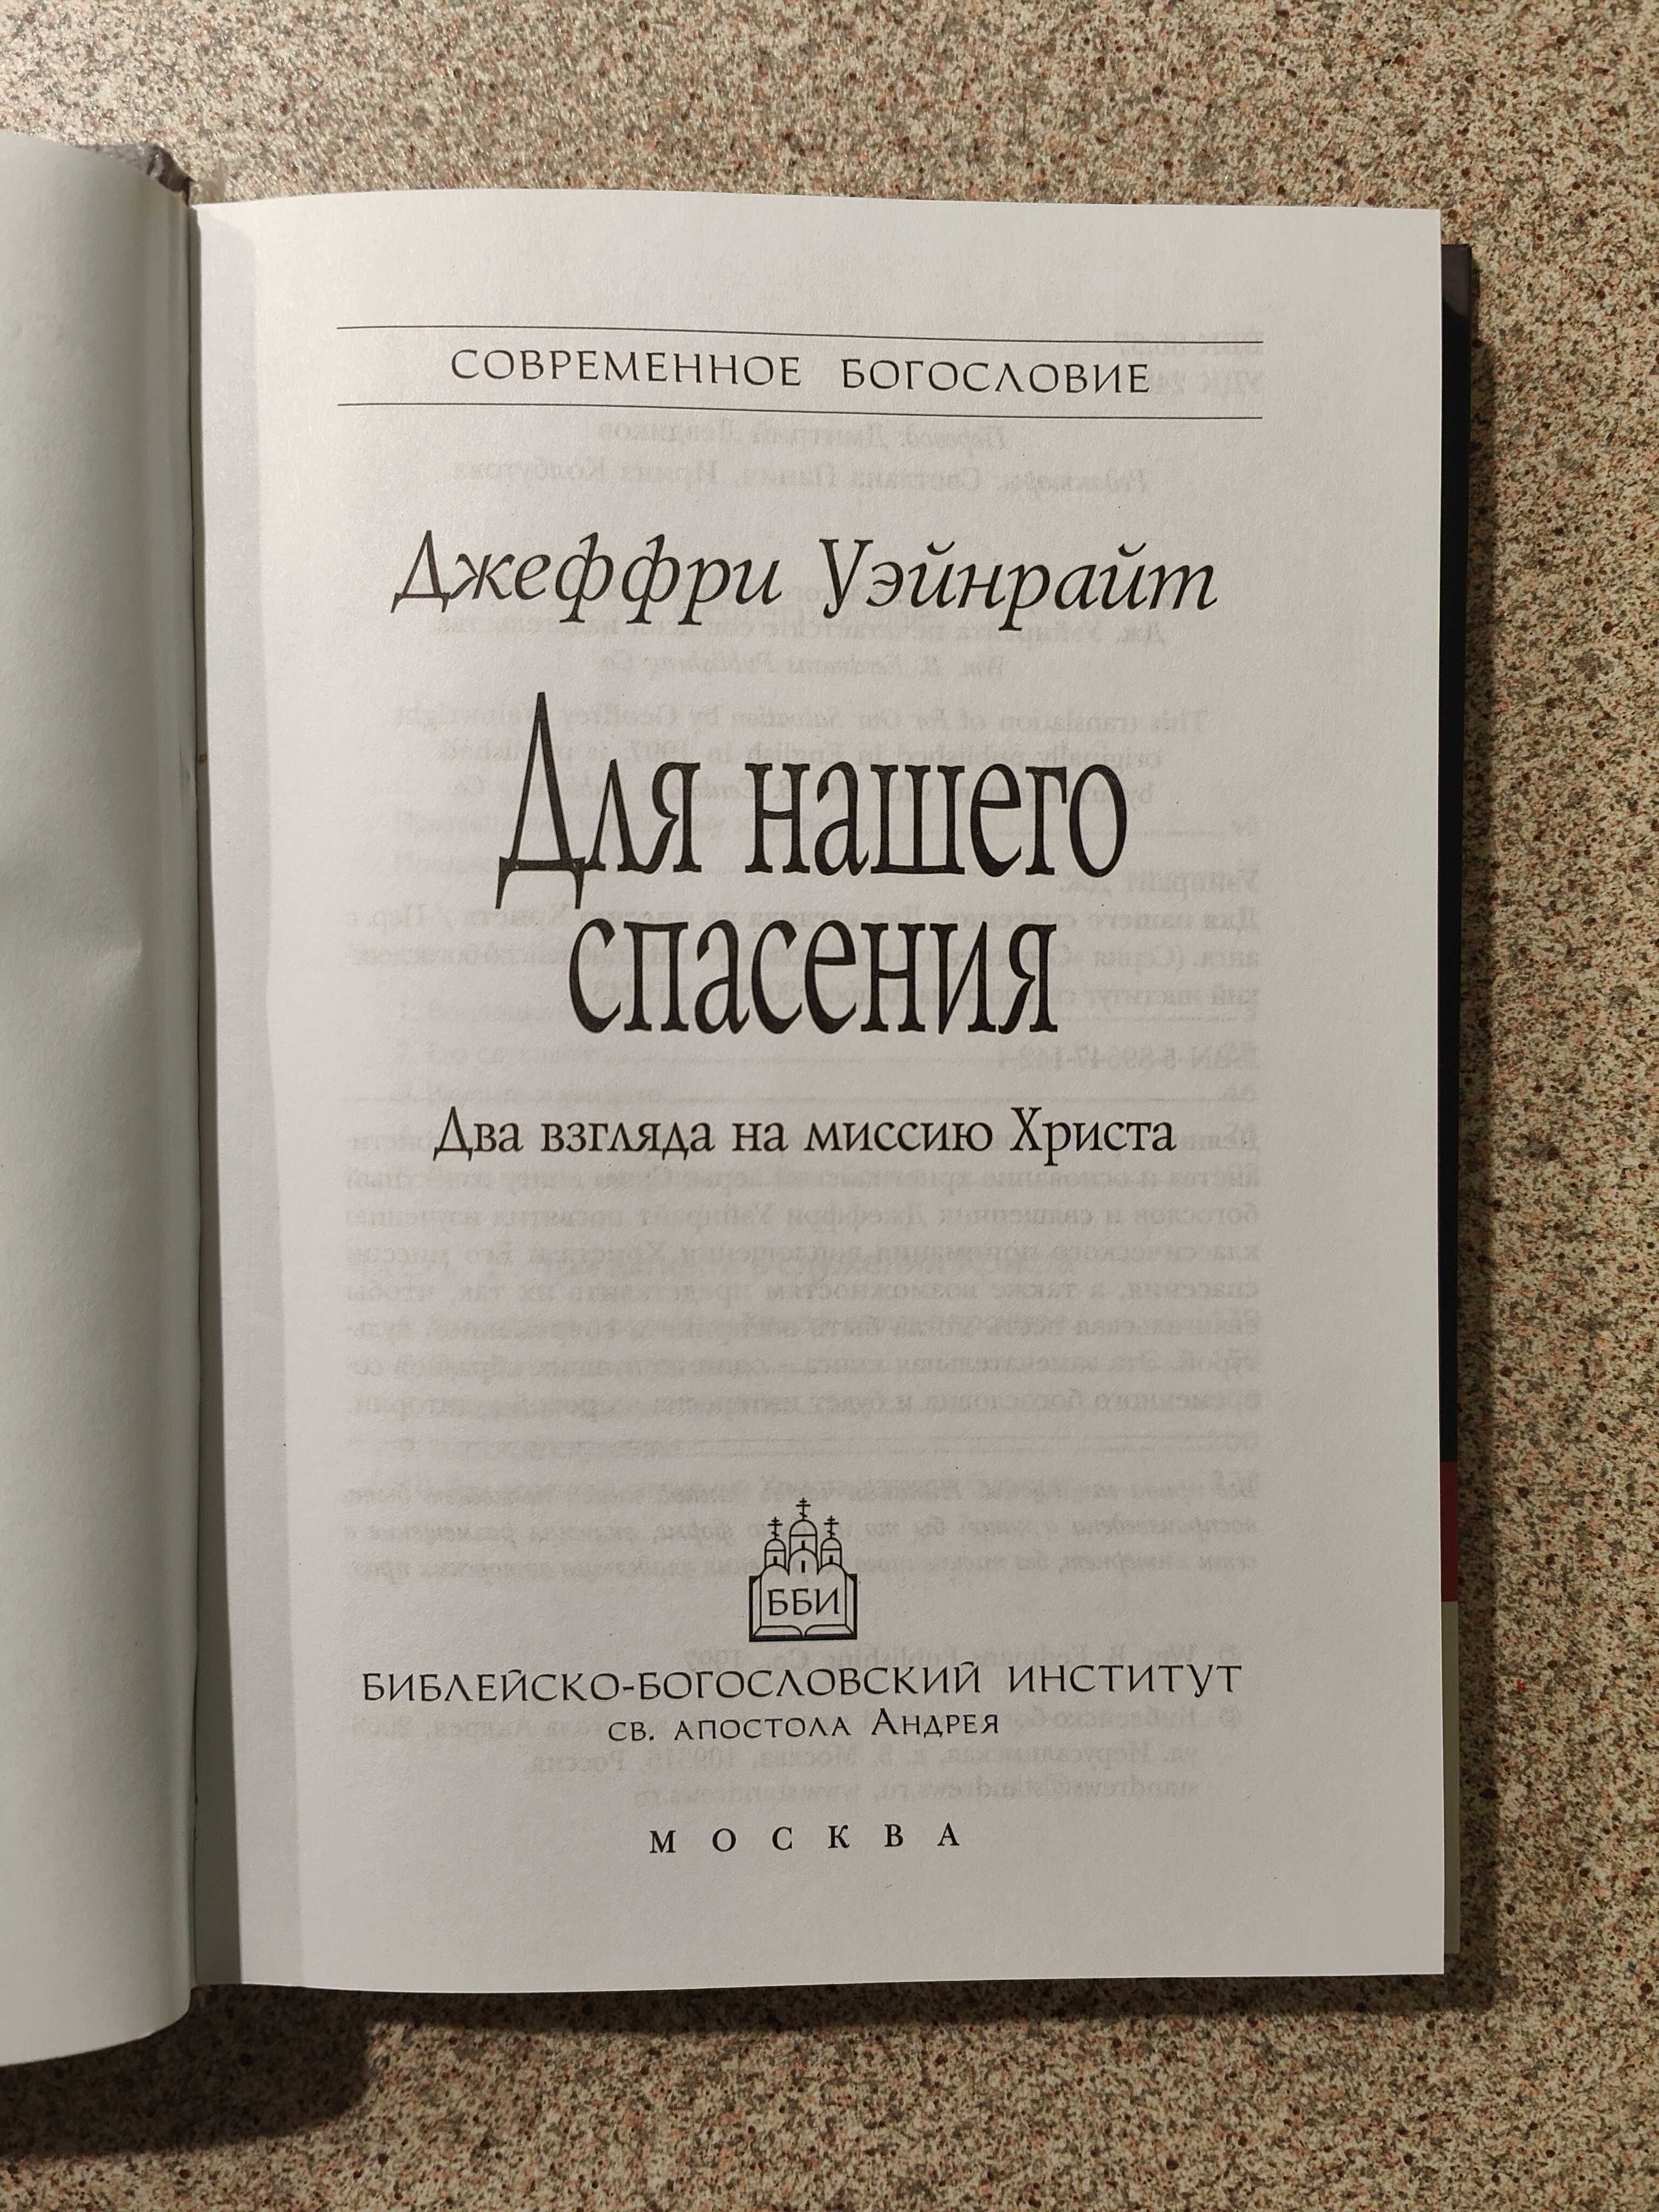 СОВРЕМЕННОЕ БОГОСЛОВИЕ
Джеффри Уэйнрайт
Для нашего
спасения
Два взгляда на миссию Христа
ББИ
БИБЛЕЙСКО-БОГОСЛОВСКИЙ ИНСТИТУТ
СВ. АПОСТОЛА АНДРЕЯ
МОСКВА